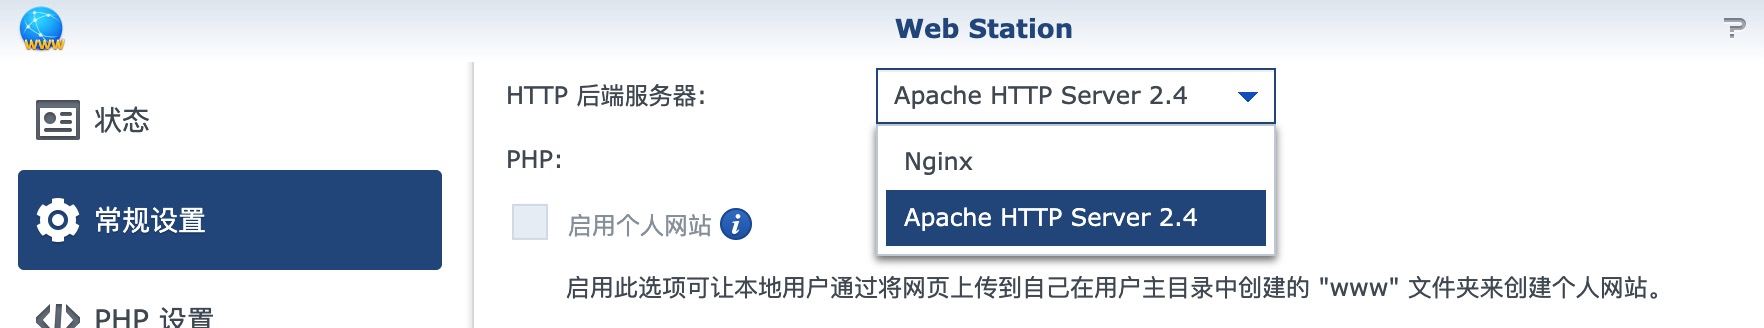 www
Web Station
状态
常规设置
PHP 设置
HTTP 后端服务器:
Apache HTTP Server 2.4
Nginx
Apache HTTP Server 2.4
PHP:
启用个人网站
启用此选项可让本地用户通过将网页上传到自己在用户主目录中创建的 "www" 文件夹来创建个人网站。